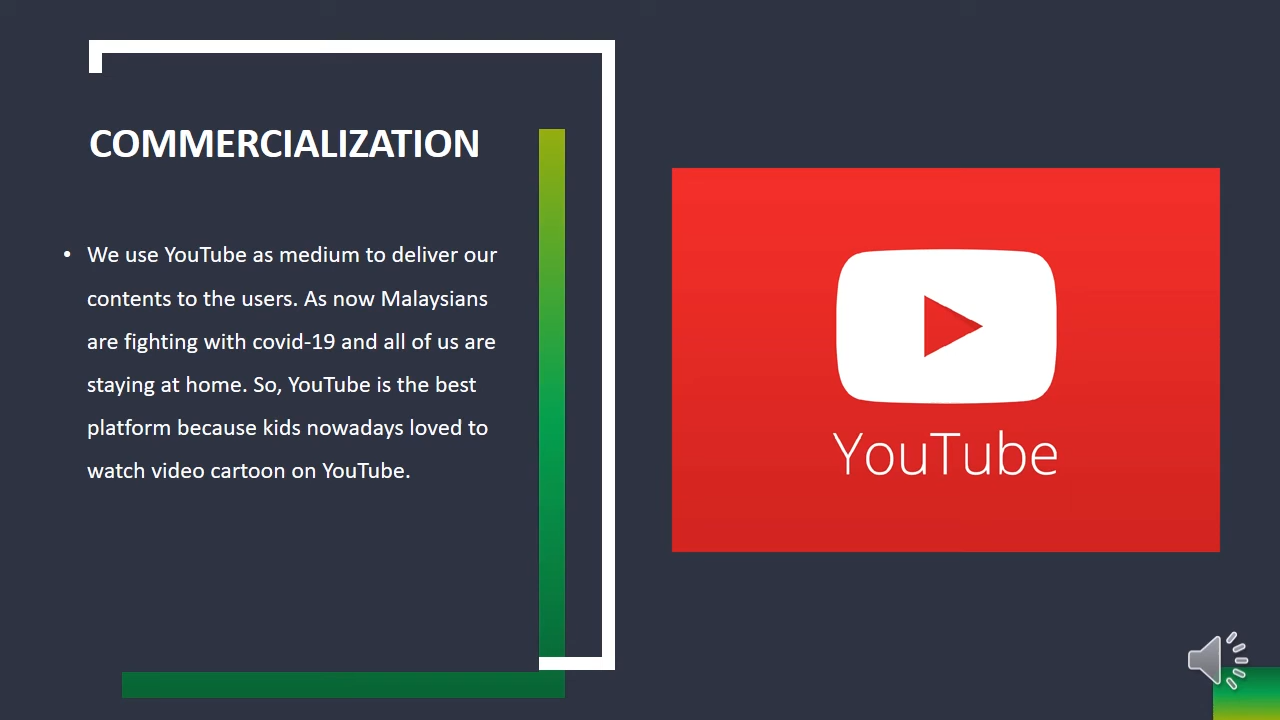 COMMERCIALIZATION
• We use YouTube as medium to deliver our
contents to the users. As now Malaysians
are fighting with covid-19 and all of us are
staying at home. So, YouTube is the best
platform because kids nowadays loved to
watch video cartoon on YouTube.
YouTube